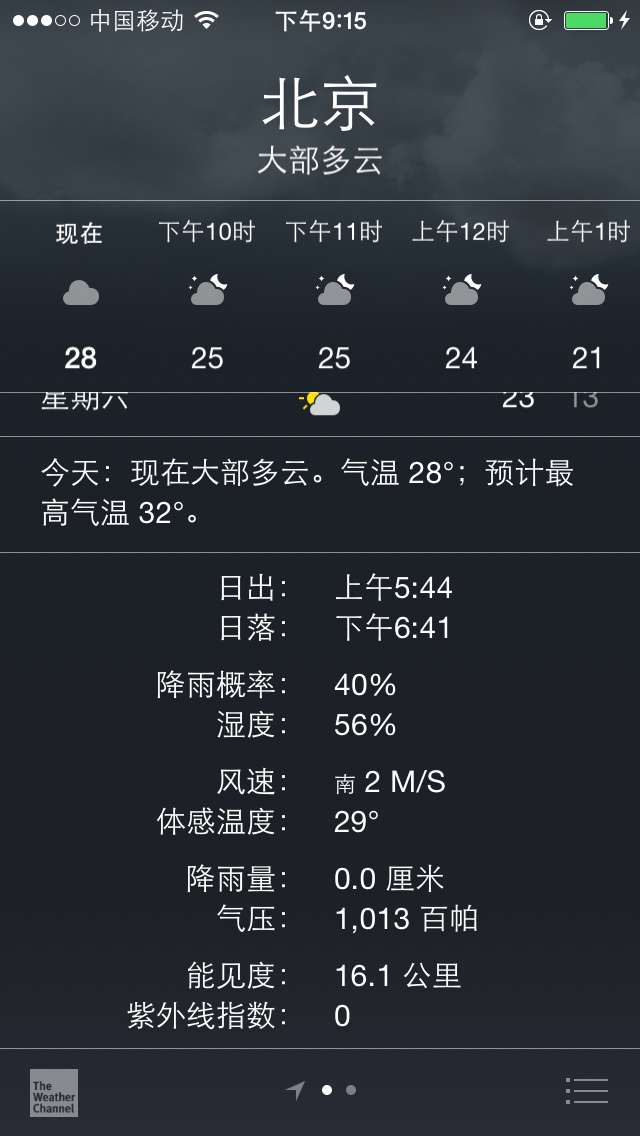 中国移动 下午9:15
北京
大部多云
现在 下午10时 下午11时 上午12时 上午1时
28 25 25 24 21
星期六 23 13
今天：现在大部多云。气温 28°；预计最
高气温 32°。
日出： 上午5:44
日落： 下午6:41
降雨概率： 40%
湿度： 56%
风速： 南 2 M/S
体感温度： 29°
降雨量： 0.0 厘米
气压： 1,013 百帕
能见度： 16.1 公里
紫外线指数： 0
The
Weather
Channel